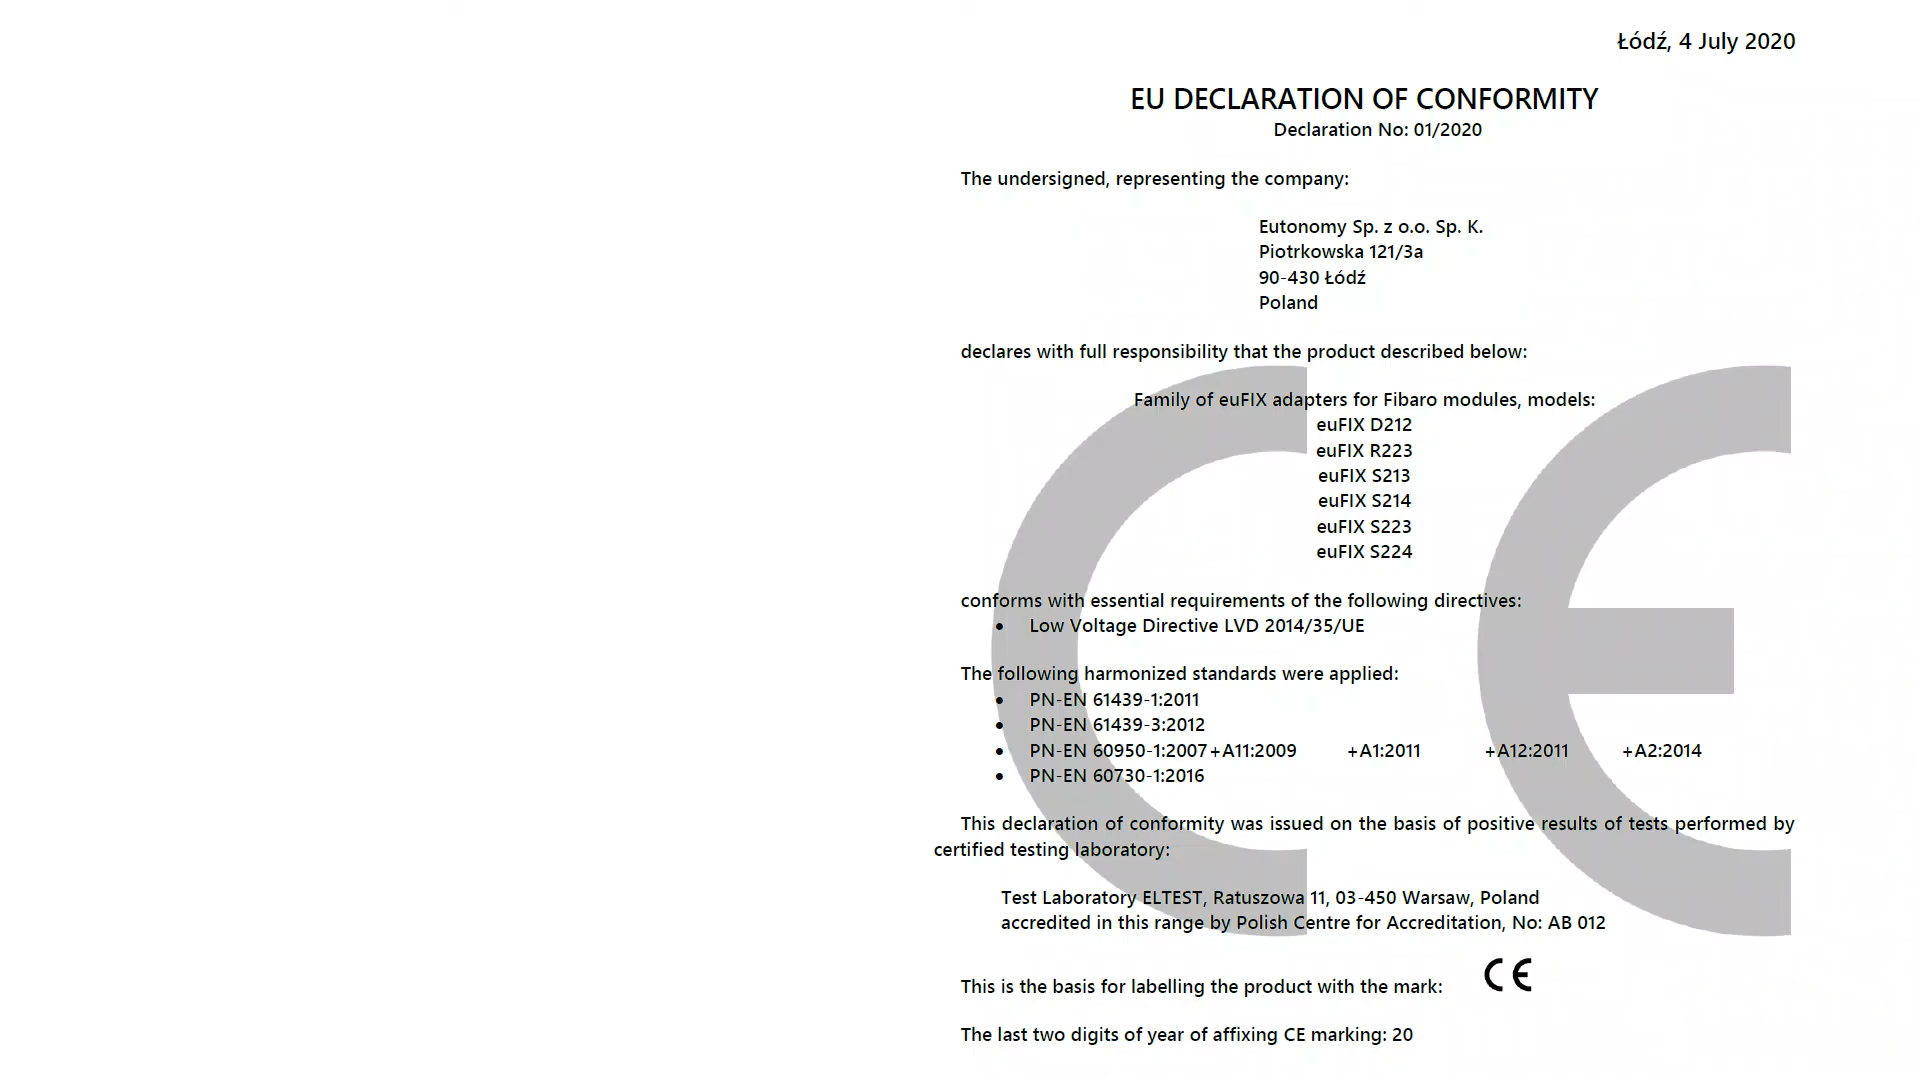 Łódź, 4 July 2020
EU DECLARATION OF CONFORMITY
Declaration No: 01/2020
The undersigned, representing the company:
Eutonomy Sp. z o.o. Sp. K.
Piotrkowska 121/3a
90-430 Łódź
Poland
declares with full responsibility that the product described below:
Family of euFIX adapters for Fibaro modules, models:
euFIX D212
euFIX R223
euFIX S213
euFIX S214
euFIX S223
euFIX S224
conforms with essential requirements of the following directives:
• Low Voltage Directive LVD 2014/35/UE
The following harmonized standards were applied:
• PN-EN 61439-1:2011
• PN-EN 61439-3:2012
• PN-EN 60950-1:2007+A11:2009 +A1:2011 +A12:2011 +A2:2014
• PN-EN 60730-1:2016
This declaration of conformity was issued on the basis of positive results of tests performed by
certified testing laboratory:
Test Laboratory ELTEST, Ratuszowa 11, 03-450 Warsaw, Poland
accredited in this range by Polish Centre for Accreditation, No: AB 012
This is the basis for labelling the product with the mark: CE
The last two digits of year of affixing CE marking: 20